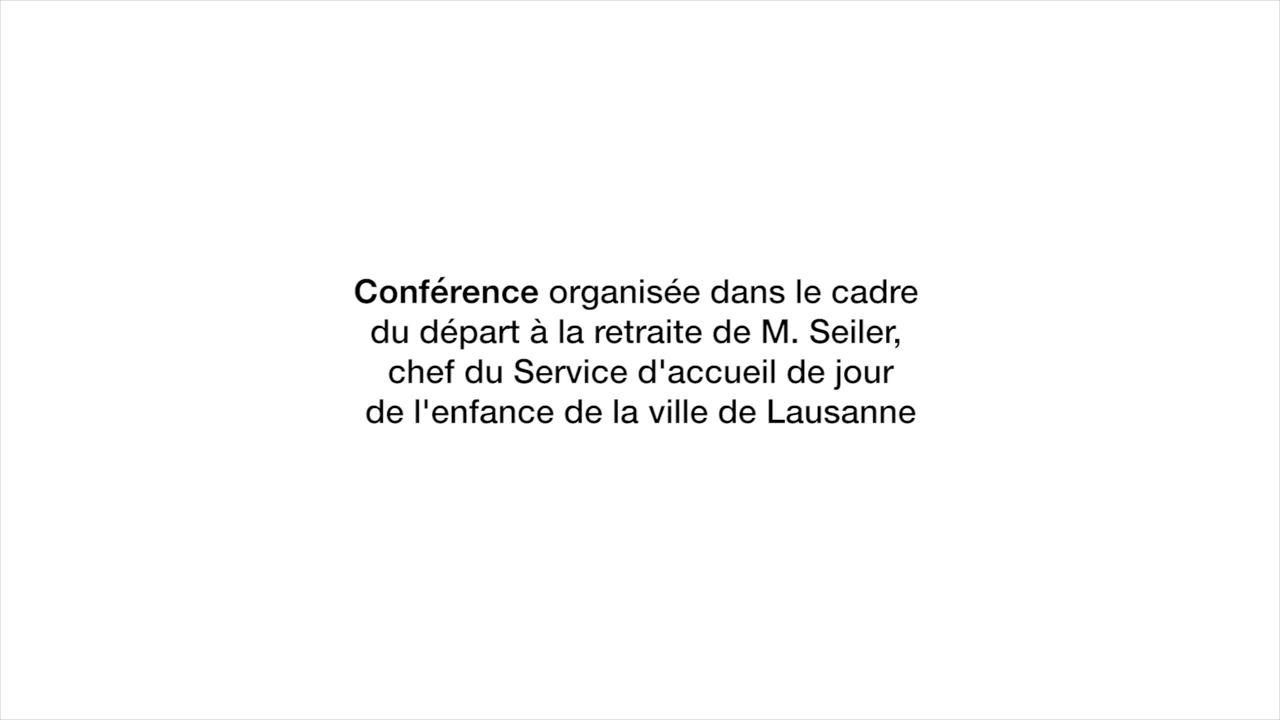 Conférence organisée dans le cadre
du départ à la retraite de M. Seiler,
chef du Service d'accueil de jour
de l'enfance de la ville de Lausanne